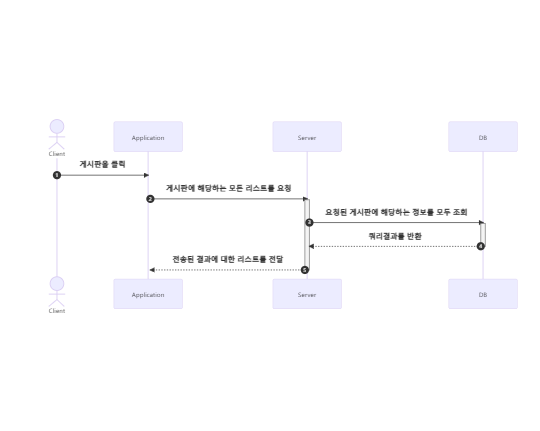 Application
Server
DB
Client
게시판을 클릭
1
게시판에 해당하는 모든 리스트를 요청
2
요청된 게시판에 해당하는 정보를 모두 조회
3
쿼리결과를 반환
4
전송된 결과에 대한 리스트를 전달
5
Application
Server
DB
Client